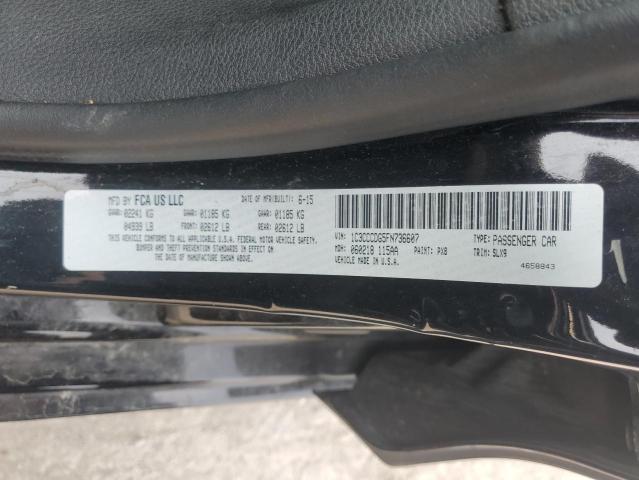 MFD BY FCA US LLC DATE OF MFR(BUILT): 6-15
GVWR: 02241 KG GAWR: 01185 KG GAWR: 01185 KG
04939 LB FRONT: 02612 LB REAR: 02612 LB
THIS VEHICLE CONFORMS TO ALL APPLICABLE U.S.A. FEDERAL MOTOR VEHICLE SAFETY,
BUMPER AND THEFT PREVENTION STANDARDS IN EFFECT ON
THE DATE OF MANUFACTURE SHOWN ABOVE.
VIN: 1C3CCCDG5FN736607 TYPE: PASSENGER CAR
MDH: 060218 115AA PAINT: PX8 TRIM: SLX9
VEHICLE MADE IN U.S.A. 4658843